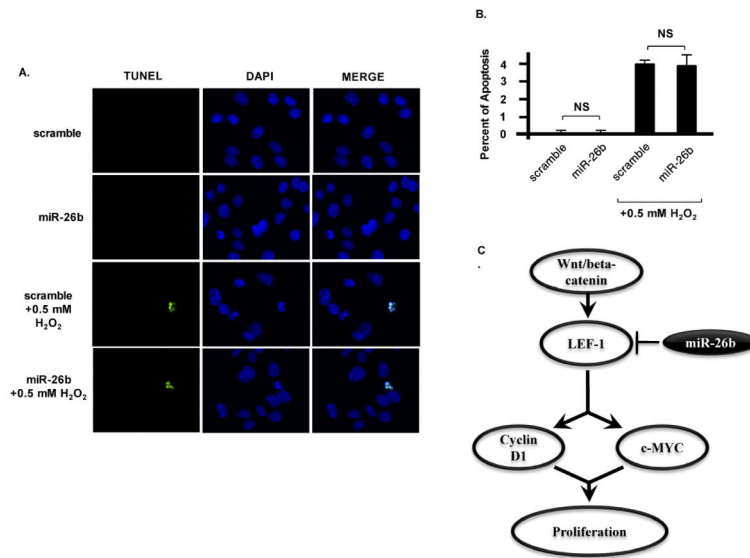 A.
TUNEL DAPI MERGE
scramble
miR-26b
scramble
+0.5 mM
H₂O₂
miR-26b
+0.5 mM H₂O₂
B.
Percent of Apoptosis
4
3
2
1
0
NS
NS
scramble
miR-26b
scramble
miR-26b
+0.5 mM H₂O₂
C
.
Wnt/beta-
catenin
LEF-1
miR-26b
Cyclin
D1
c-MYC
Proliferation